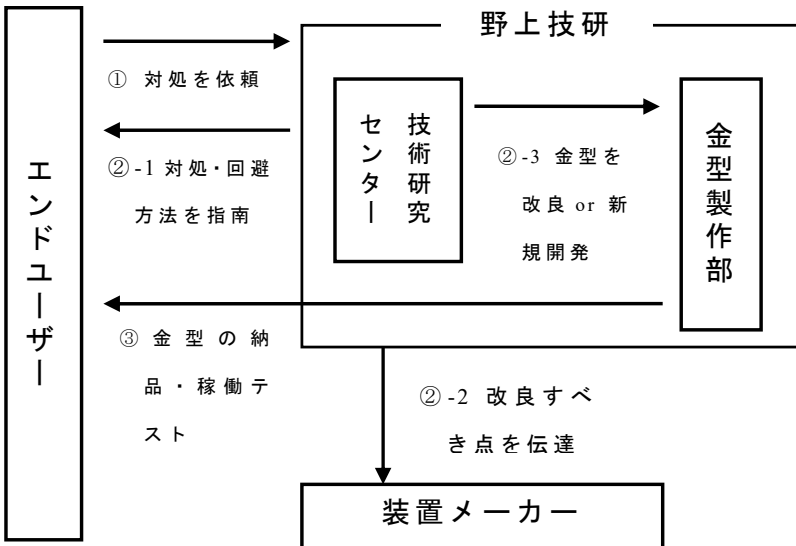 野上技研
① 対処を依頼
②-1 対処・回避
方法を指南
エンドユーザー
技術研究
センター
②-3 金型を
改良 or 新
規開発
金型製作部
③ 金型の納
品・稼働テ
スト
②-2 改良すべ
き点を伝達
装置メーカー